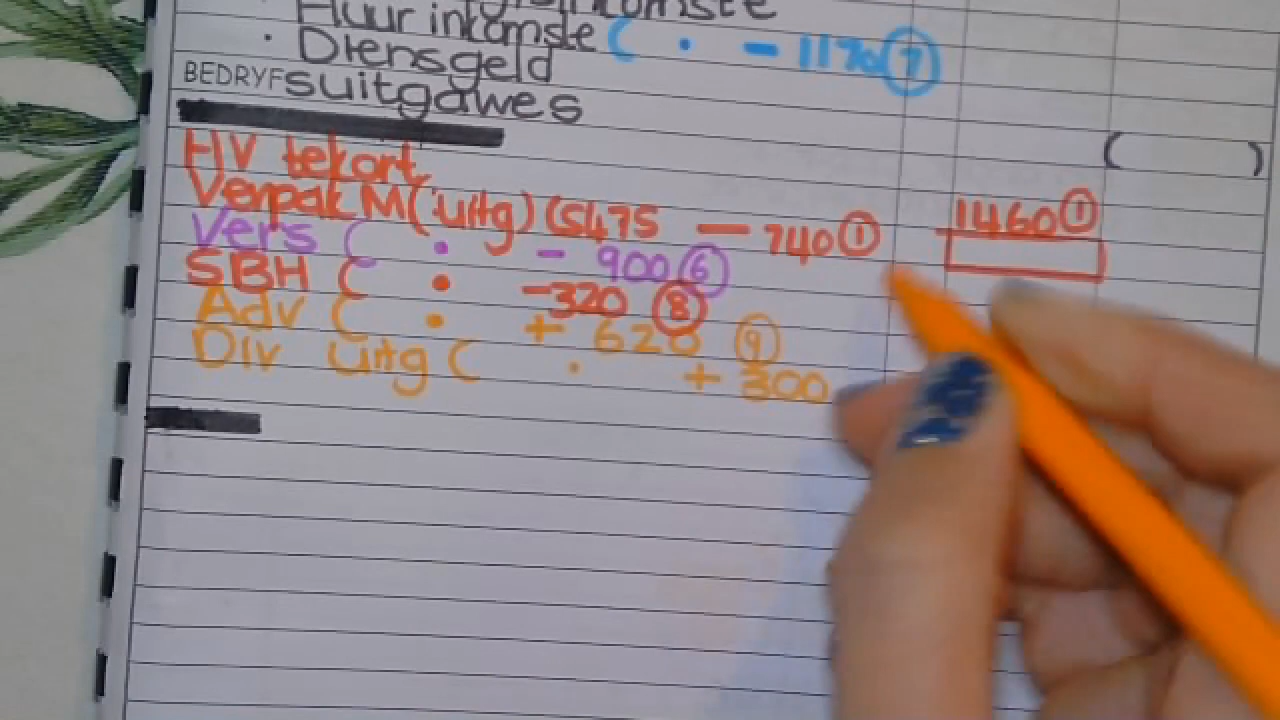 Huur inkomste ( · - 1170 ⑦
· Diensgeld
BEDRYFSuitgawes
( )
HV tekort 1460 ①
Verpak M (uitg) (5475 - 740 ①
Vers ( · - 900 ⑥
SBH ( · -320 ⑧
Adv ( · + 620 ⑨
Div uitg ( · + 300